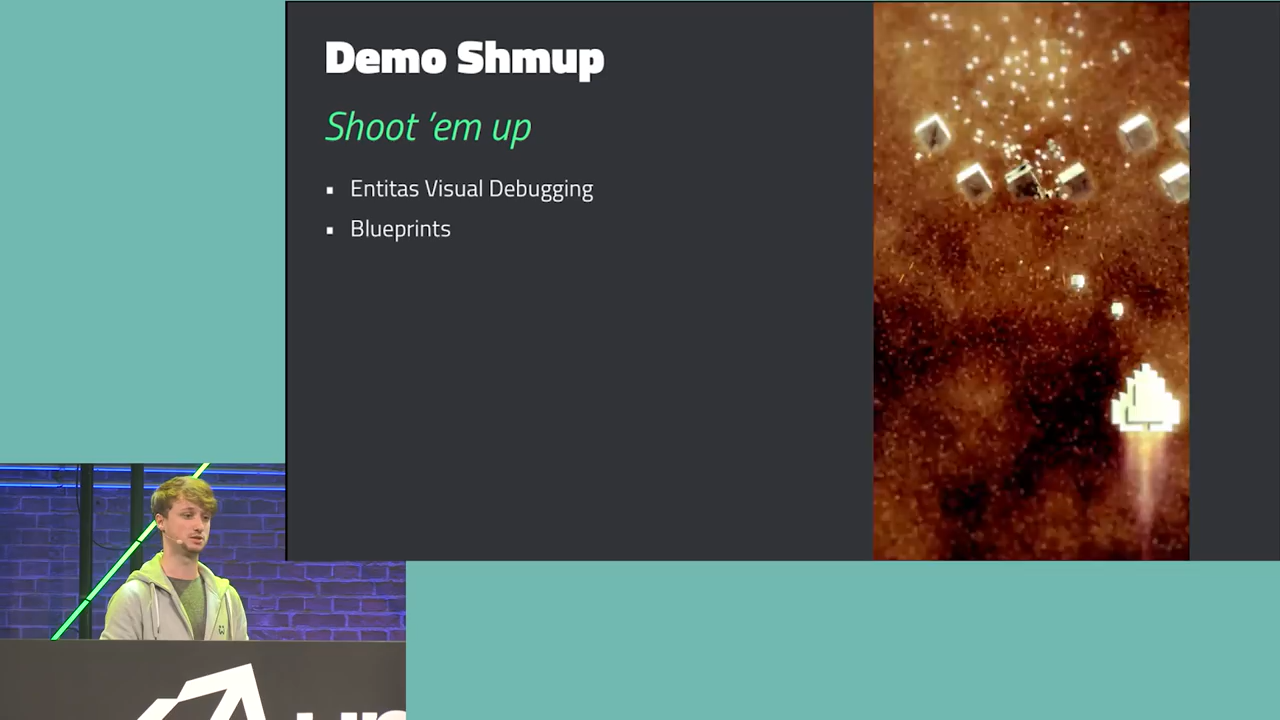 Demo Shmup
Shoot ’em up
▪ Entitas Visual Debugging
▪ Blueprints